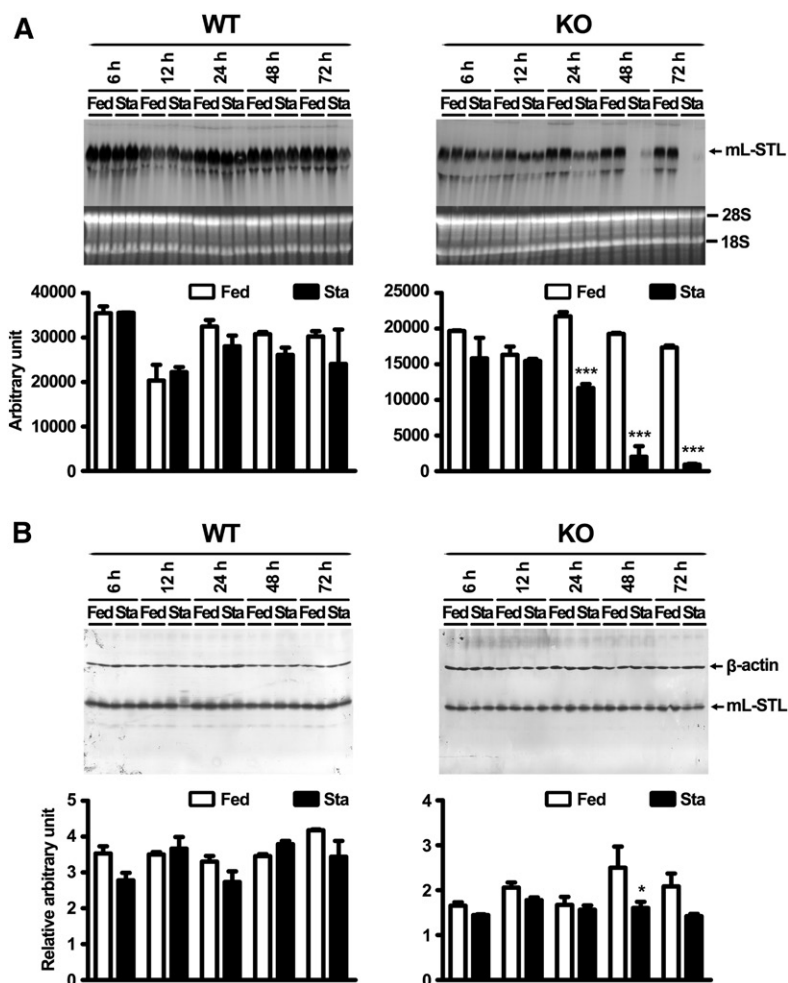 A
WT
KO
6 h 12 h 24 h 48 h 72 h
6 h 12 h 24 h 48 h 72 h
Fed Sta Fed Sta Fed Sta Fed Sta Fed Sta
Fed Sta Fed Sta Fed Sta Fed Sta Fed Sta
mL-STL
28S
18S
Arbitrary unit
40000
30000
20000
10000
0
Fed Sta
25000
20000
15000
10000
5000
0
Fed Sta
***
***
***
B
WT
KO
6 h 12 h 24 h 48 h 72 h
6 h 12 h 24 h 48 h 72 h
Fed Sta Fed Sta Fed Sta Fed Sta Fed Sta
Fed Sta Fed Sta Fed Sta Fed Sta Fed Sta
β-actin
mL-STL
Relative arbitrary unit
5
4
3
2
1
0
Fed Sta
4
3
2
1
0
Fed Sta
*